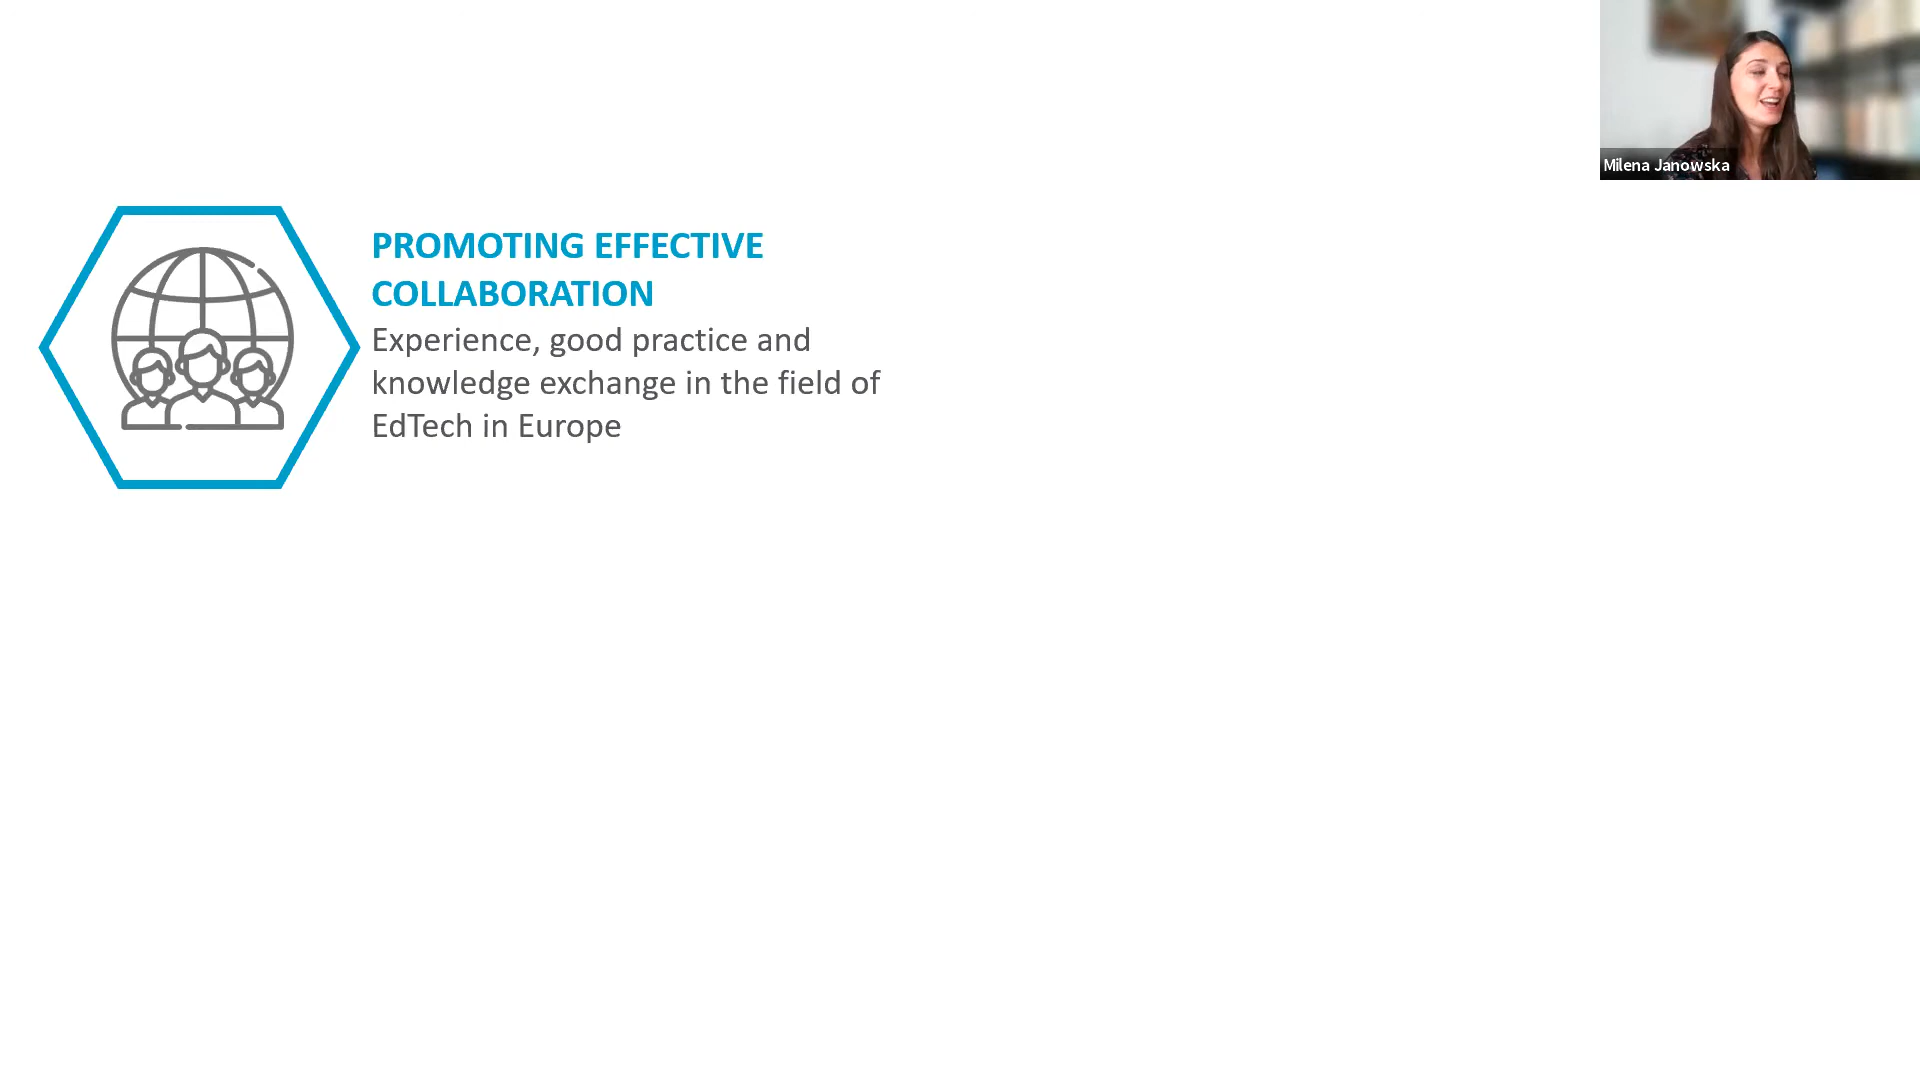 Milena Janowska
PROMOTING EFFECTIVE
COLLABORATION
Experience, good practice and
knowledge exchange in the field of
EdTech in Europe